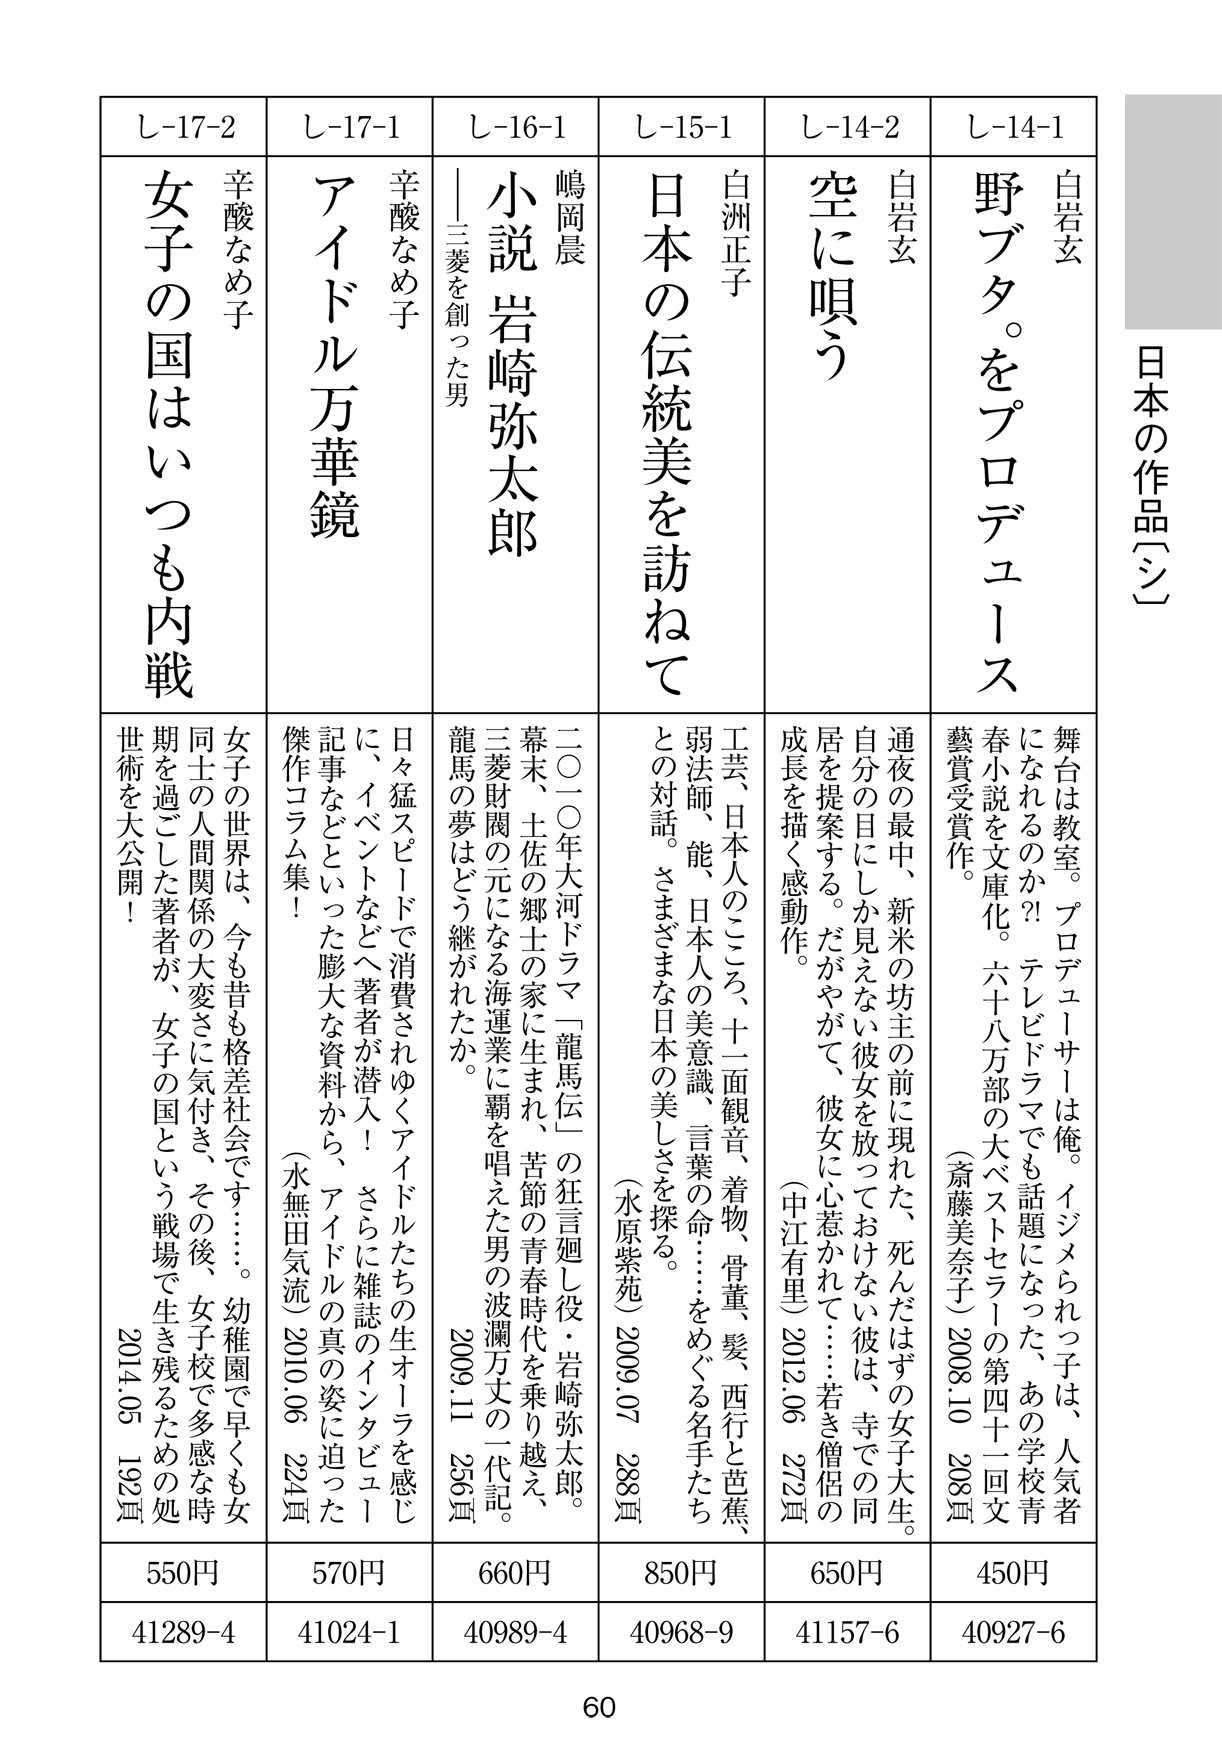 日本の作品〔シ〕
し-14-1
白岩玄
野ブタ。をプロデュース
舞台は教室。プロデューサーは俺。イジメられっ子は、人気者
になれるのか?!　テレビドラマでも話題になった、あの学校青
春小説を文庫化。六十八万部の大ベストセラーの第四十一回文
藝賞受賞作。
（斎藤美奈子）2008.10　208頁
450円
40927-6
し-14-2
白岩玄
空に唄う
通夜の最中、新米の坊主の前に現れた、死んだはずの女子大生。
自分の目にしか見えない彼女を放っておけない彼は、寺での同
居を提案する。だがやがて、彼女に心惹かれて……若き僧侶の
成長を描く感動作。
（中江有里）2012.06　272頁
650円
41157-6
し-15-1
白洲正子
日本の伝統美を訪ねて
工芸、日本人のこころ、十一面観音、着物、骨董、髪、西行と芭蕉、
弱法師、能、日本人の美意識、言葉の命……をめぐる名手たち
との対話。さまざまな日本の美しさを探る。
（水原紫苑）2009.07　288頁
850円
40968-9
し-16-1
嶋岡晨
小説 岩崎弥太郎
――三菱を創った男
二〇一〇年大河ドラマ「龍馬伝」の狂言廻し役・岩崎弥太郎。
幕末、土佐の郷士の家に生まれ、苦節の青春時代を乗り越え、
三菱財閥の元になる海運業に覇を唱えた男の波瀾万丈の一代記。
龍馬の夢はどう継がれたか。
2009.11　256頁
660円
40989-4
し-17-1
辛酸なめ子
アイドル万華鏡
日々猛スピードで消費されゆくアイドルたちの生オーラを感じ
に、イベントなどへ著者が潜入！　さらに雑誌のインタビュー
記事などといった膨大な資料から、アイドルの真の姿に迫った
傑作コラム集！
（水無田気流）2010.06　224頁
570円
41024-1
し-17-2
辛酸なめ子
女子の国はいつも内戦
女子の世界は、今も昔も格差社会です……。幼稚園で早くも女
同士の人間関係の大変さに気付き、その後、女子校で多感な時
期を過ごした著者が、女子の国という戦場で生き残るための処
世術を大公開！
2014.05　192頁
550円
41289-4
60